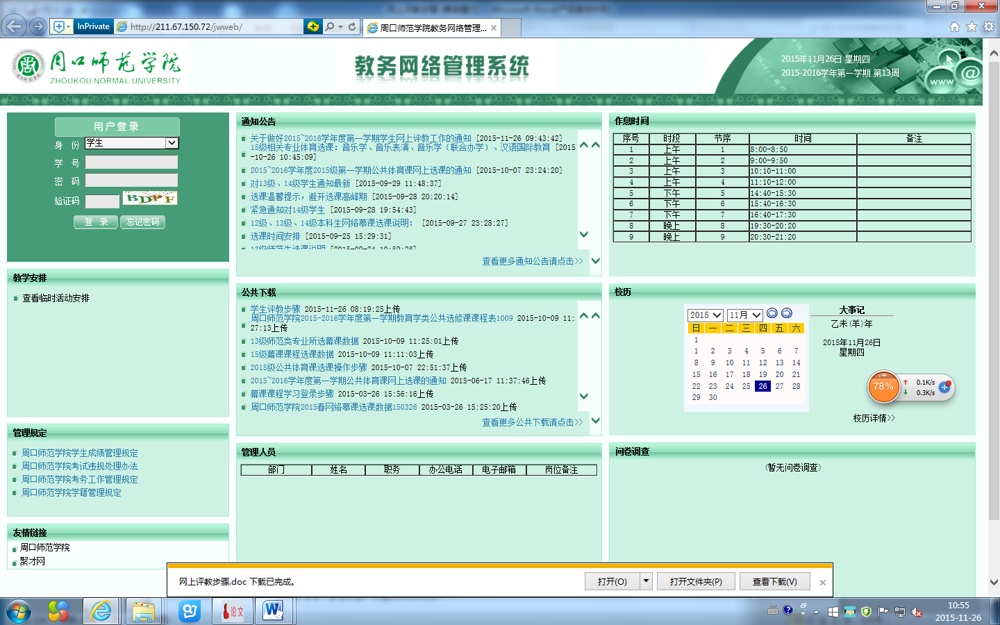 InPrivate
http://211.67.150.72/jwweb/
周口师范学院教务网络管理...
周口师范学院
ZHOUKOU NORMAL UNIVERSITY
教务网络管理系统
2015年11月26日 星期四
2015-2016学年第一学期 第13周
www
@
用户登录
身 份 学生
学 号
密 码
验证码 BDPF
登 录 忘记密码
教学安排
查看临时活动安排
管理规定
周口师范学院学生成绩管理规定
周口师范学院考试违规处理办法
周口师范学院考务工作管理规定
周口师范学院学籍管理规定
友情链接
周口师范学院
聚才网
通知公告
关于做好2015~2016学年度第一学期学生网上评教工作的通知 [2015-11-26 09:43:42]
15级相关专业体育选课：音乐学、音乐表演、音乐学（联合办学）、汉语国际教育 [2015
-10-26 10:45:09]
2015~2016学年度2015级第一学期公共体育课网上选课的通知 [2015-10-07 23:24:20]
对13级、14级学生通知最新 [2015-09-29 11:48:37]
选课温馨提示，避开选课高峰期 [2015-09-28 20:20:14]
紧急通知对14级学生 [2015-09-28 19:54:43]
12级、13级、14级本科生网络慕课选课说明： [2015-09-27 23:28:27]
选课时间安排 [2015-09-25 15:29:31]
13级师范生选课说明 [2015-09-24 10:59:26]
查看更多通知公告请点击>>
公共下载
学生评教步骤 2015-11-26 08:19:25上传
周口师范学院2015-2016学年度第一学期教育学类公共选修课课程表1009 2015-10-09 11:
27:13上传
13级师范类专业所选幕课数据 2015-10-09 11:25:01上传
15级幕课课程选课数据 2015-10-09 11:11:03上传
2015级公共体育课选课操作步骤 2015-10-07 22:51:37上传
2015~2016学年度第一学期公共体育课网上选课的通知 2015-06-17 11:37:46上传
幕课课程学习登录步骤 2015-03-26 15:56:16上传
周口师范学院2015春网络慕课选课数据150326 2015-03-26 15:25:20上传
查看更多公共下载请点击>>
管理人员
部门 姓名 职务 办公电话 电子邮箱 岗位备注
作息时间
序号 时段 节序 时间 备注
1 上午 1 8:00-8:50
2 上午 2 9:00-9:50
3 上午 3 10:10-11:00
4 上午 4 11:10-12:00
5 下午 5 14:40-15:30
6 下午 6 15:40-16:30
7 下午 7 16:40-17:30
8 晚上 8 19:30-20:20
9 晚上 9 20:30-21:20
校历
2015 11月
日 一 二 三 四 五 六
1
1 2 3 4 5 6 7
8 9 10 11 12 13 14
15 16 17 18 19 20 21
22 23 24 25 26 27 28
29 30
大事记
乙未(羊)年
2015年11月26日
星期四
校历详情>>
78%
0.1K/s
0.3K/s
问卷调查
(暂无问卷调查)
网上评教步骤.doc 下载已完成。
打开(O) 打开文件夹(P) 查看下载(V)
论文
10:55
2015-11-26